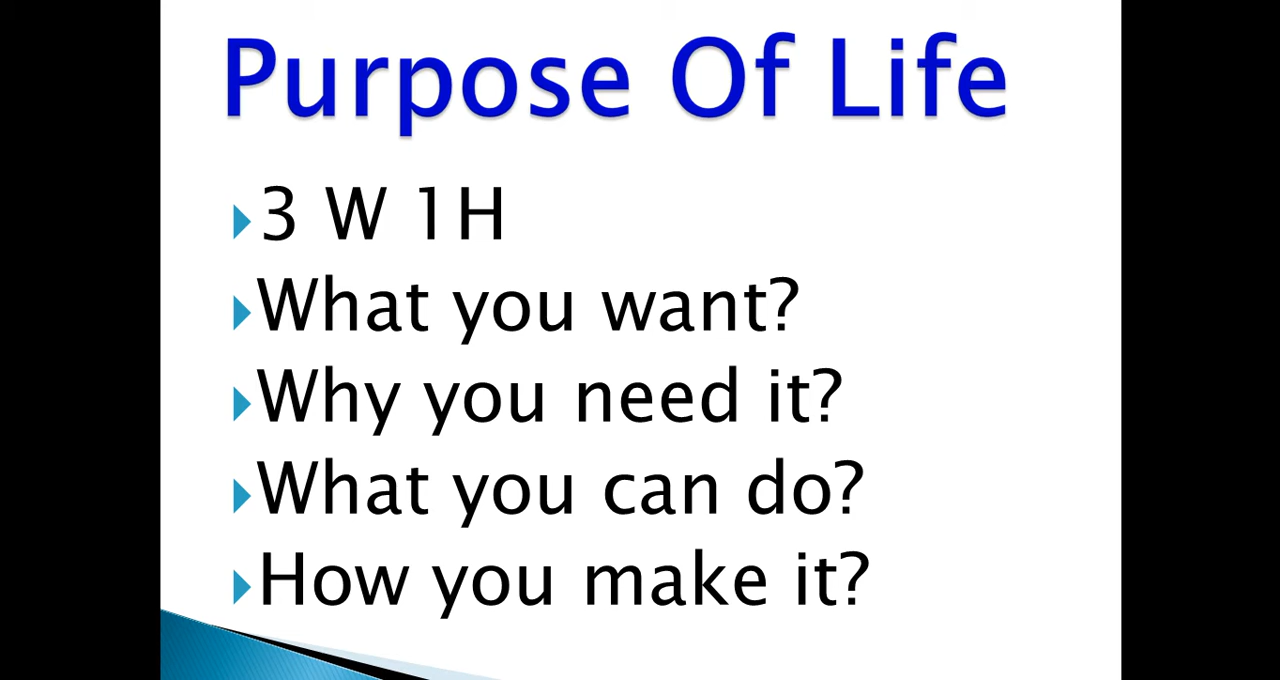 Purpose Of Life
3 W 1H
What you want?
Why you need it?
What you can do?
How you make it?